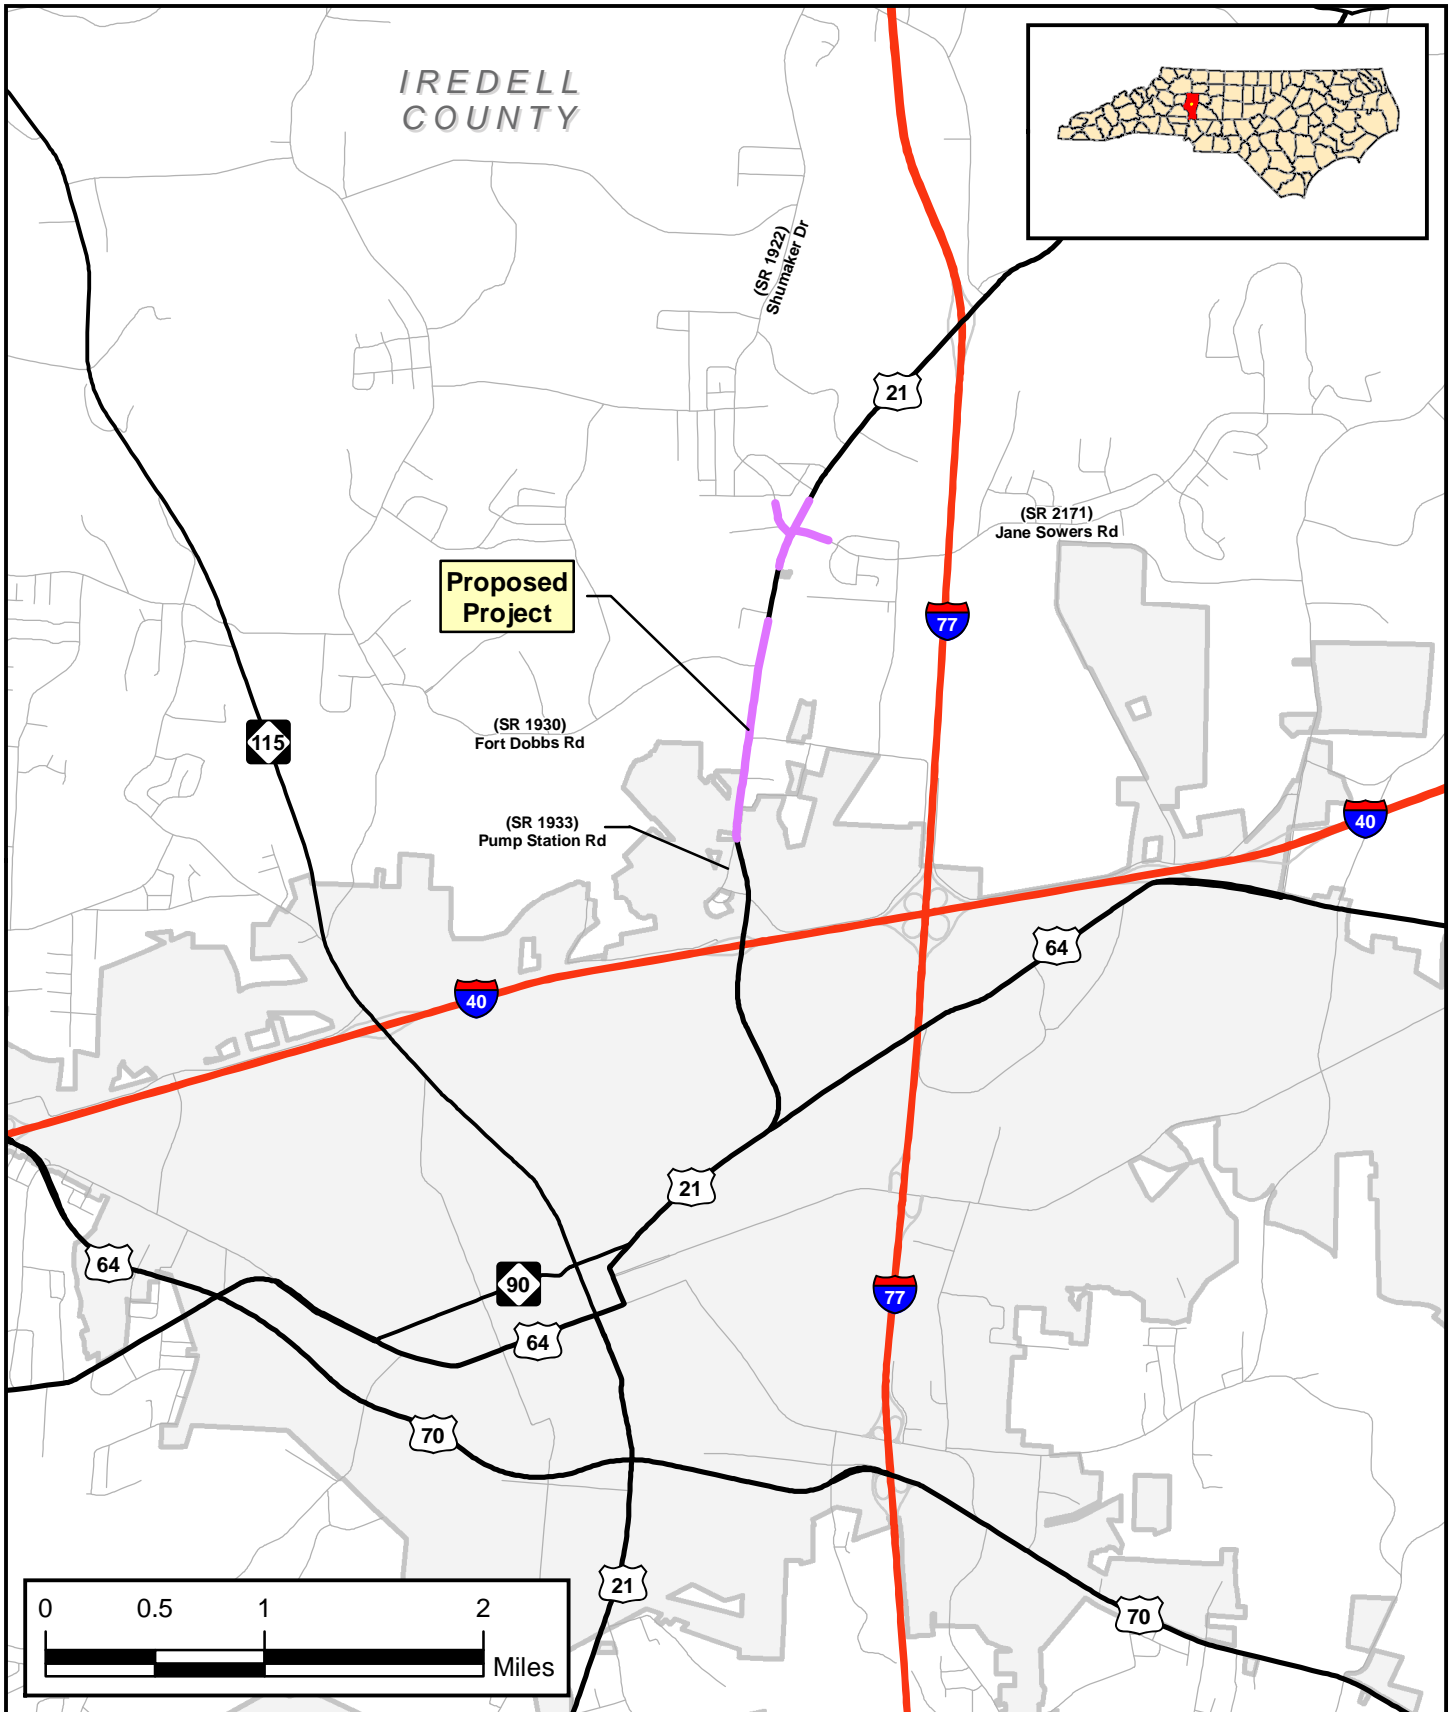 IREDELL
COUNTY
(SR 1922)
Shumaker Dr
21
(SR 2171)
Jane Sowers Rd
Proposed
Project
77
(SR 1930)
Fort Dobbs Rd
115
40
(SR 1933)
Pump Station Rd
64
40
21
64
90
77
64
70
21
70
0 0.5 1 2
Miles